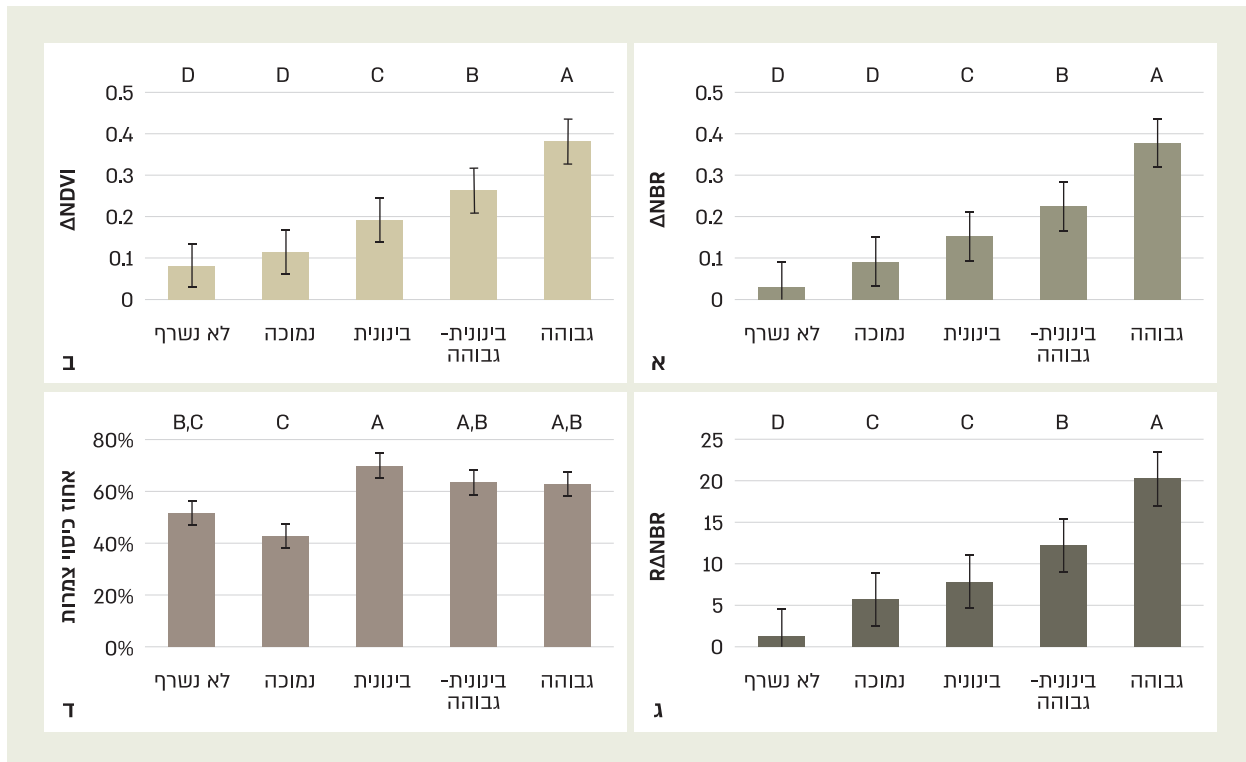 D D C B A
0.5
0.4
0.3
0.2
0.1
0
ΔNBR
לא נשרף
נמוכה
בינונית
בינונית-
גבוהה
גבוהה
א
D D C B A
0.5
0.4
0.3
0.2
0.1
0
ΔNDVI
לא נשרף
נמוכה
בינונית
בינונית-
גבוהה
גבוהה
ב
D C C B A
25
20
15
10
5
0
RΔNBR
לא נשרף
נמוכה
בינונית
בינונית-
גבוהה
גבוהה
ג
B,C C A A,B A,B
80%
60%
40%
20%
0%
אחוז כיסוי צמרות
לא נשרף
נמוכה
בינונית
בינונית-
גבוהה
גבוהה
ד